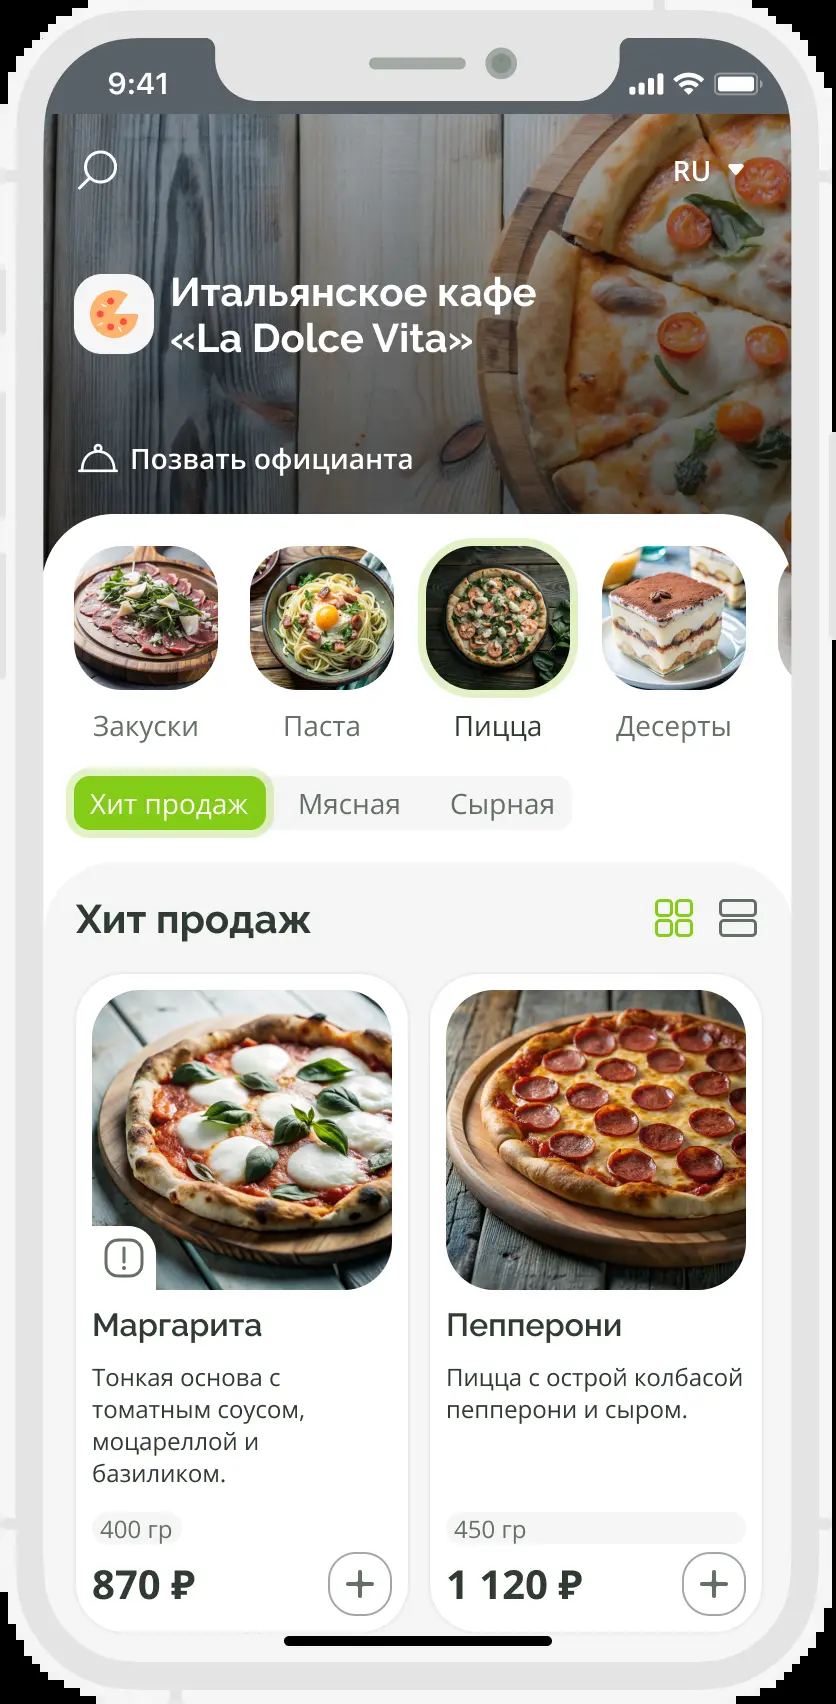 9:41
RU
Итальянское кафе
«La Dolce Vita»
Позвать официанта
Закуски
Паста
Пицца
Десерты
Хит продаж
Мясная
Сырная
Хит продаж
Маргарита
Тонкая основа с
томатным соусом,
моцареллой и
базиликом.
400 гр
870 ₽
Пепперони
Пицца с острой колбасой
пепперони и сыром.
450 гр
1 120 ₽